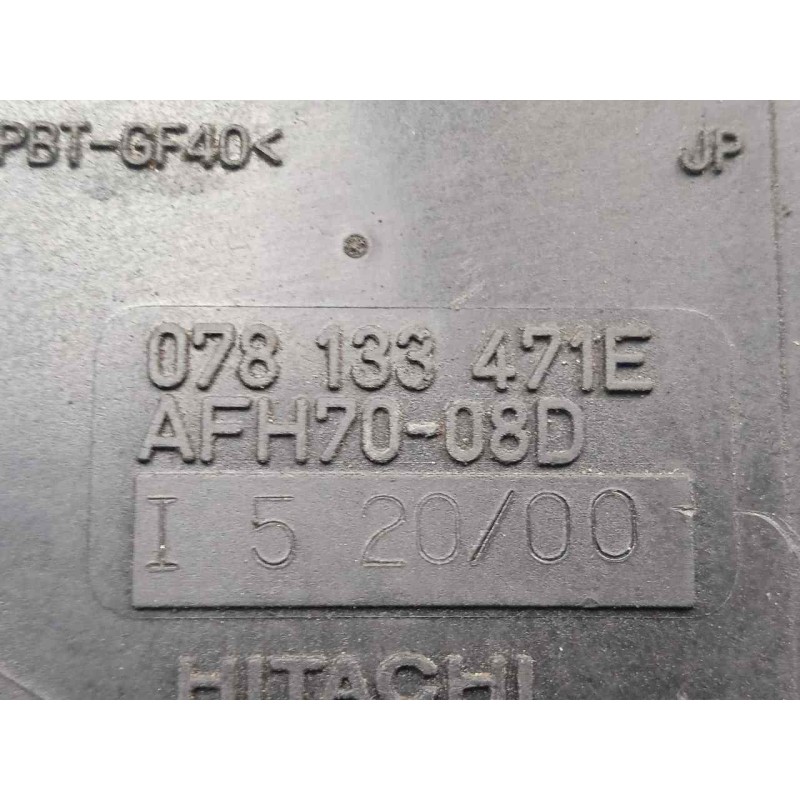 PBT-GF40<
JP
078 133 471E
AFH70-08D
I 5 20/00
HITACHI